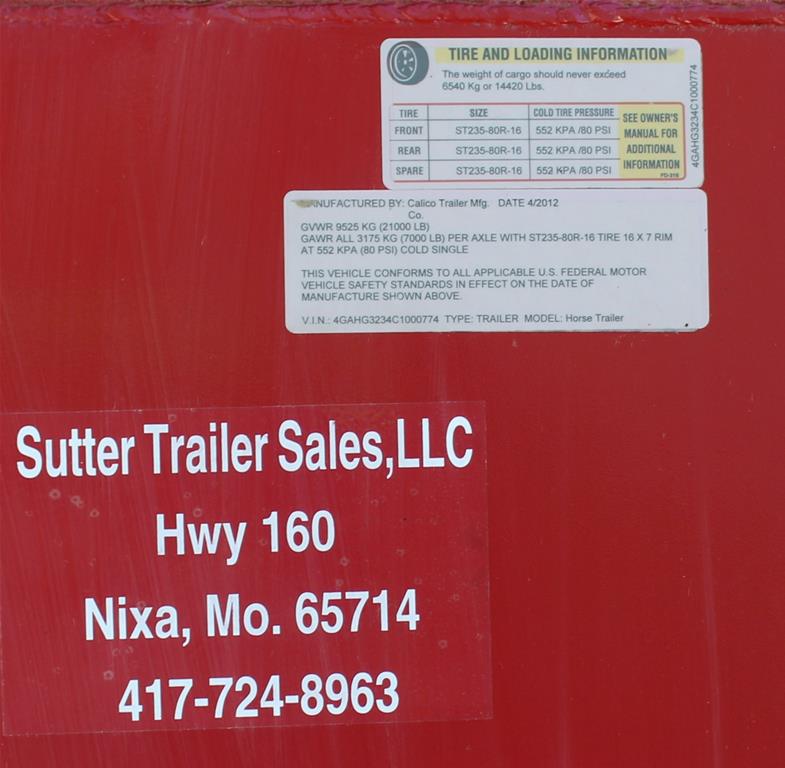 TIRE AND LOADING INFORMATION
The weight of cargo should never exceed
6540 Kg or 14420 Lbs.
TIRE SIZE COLD TIRE PRESSURE
FRONT ST235-80R-16 552 KPA /80 PSI
REAR ST235-80R-16 552 KPA /80 PSI
SPARE ST235-80R-16 552 KPA /80 PSI
SEE OWNER'S
MANUAL FOR
ADDITIONAL
INFORMATION
4GAHG3234C1000774
BY: Calico Trailer Mfg. DATE 4/2012
Co.
GVWR 9525 KG (21000 LB)
GAWR ALL 3175 KG (7000 LB) PER AXLE WITH ST235-80R-16 TIRE 16 X 7 RIM
AT 552 KPA (80 PSI) COLD SINGLE
THIS VEHICLE CONFORMS TO ALL APPLICABLE U.S. FEDERAL MOTOR
VEHICLE SAFETY STANDARDS IN EFFECT ON THE DATE OF
MANUFACTURE SHOWN ABOVE.
V.I.N.: 4GAHG3234C1000774 TYPE: TRAILER MODEL: Horse Trailer
Sutter Trailer Sales,LLC
Hwy 160
Nixa, Mo. 65714
417-724-8963